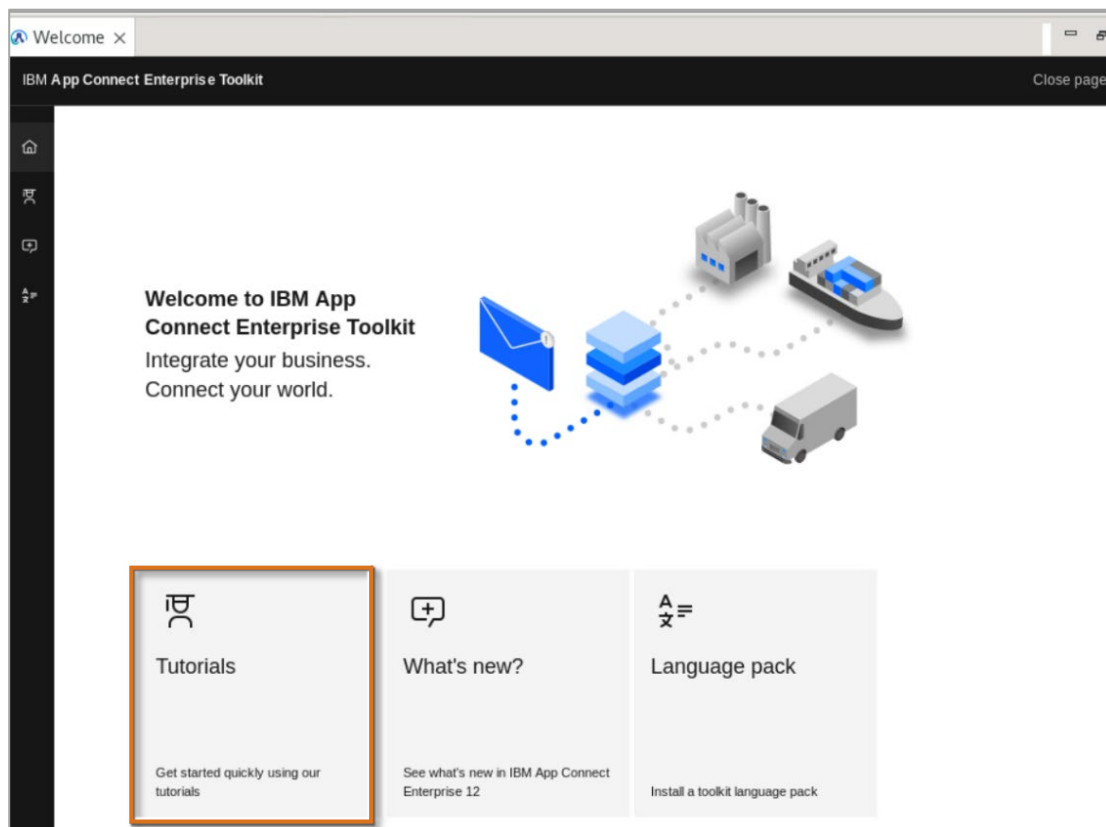 Welcome
IBM App Connect Enterprise Toolkit
Close page
Welcome to IBM App
Connect Enterprise Toolkit
Integrate your business.
Connect your world.
Tutorials
Get started quickly using our
tutorials
What's new?
See what's new in IBM App Connect
Enterprise 12
Language pack
Install a toolkit language pack